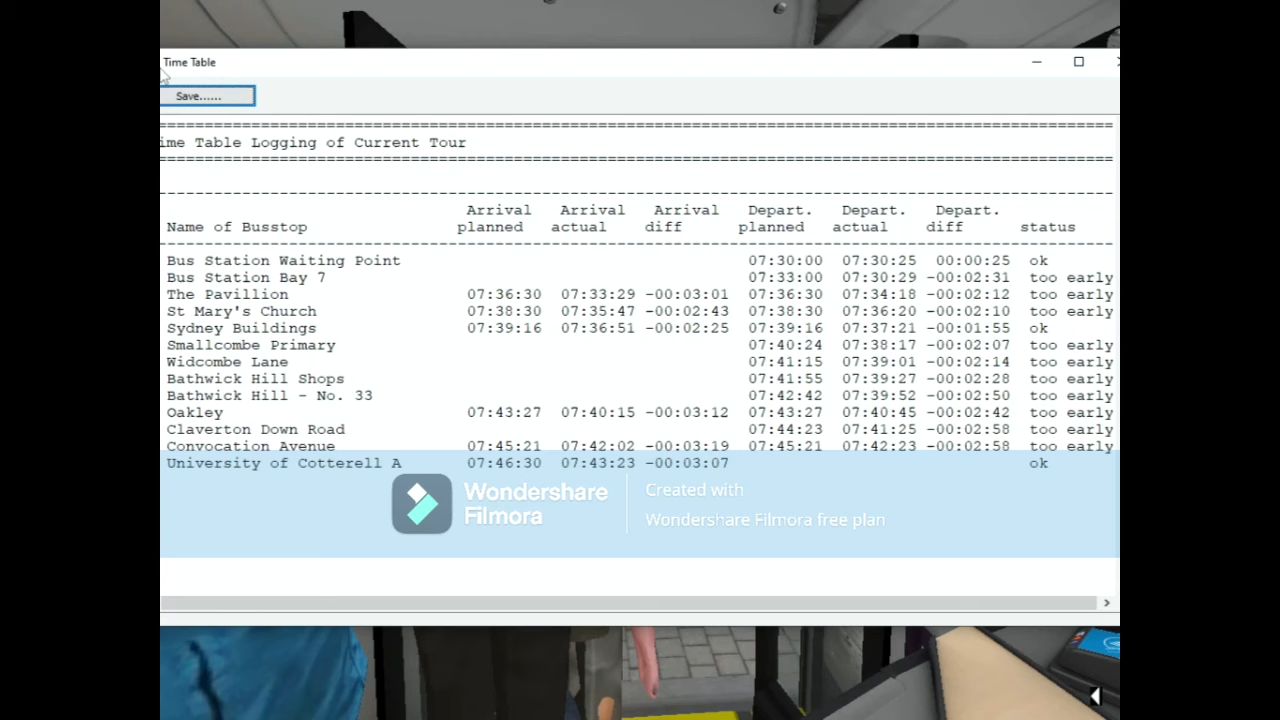 Time Table
Save......
ime Table Logging of Current Tour
Arrival Arrival Arrival Depart. Depart. Depart.
Name of Busstop planned actual diff planned actual diff status
Bus Station Waiting Point 07:30:00 07:30:25 00:00:25 ok
Bus Station Bay 7 07:33:00 07:30:29 -00:02:31 too early
The Pavillion 07:36:30 07:33:29 -00:03:01 07:36:30 07:34:18 -00:02:12 too early
St Mary's Church 07:38:30 07:35:47 -00:02:43 07:38:30 07:36:20 -00:02:10 too early
Sydney Buildings 07:39:16 07:36:51 -00:02:25 07:39:16 07:37:21 -00:01:55 ok
Smallcombe Primary 07:40:24 07:38:17 -00:02:07 too early
Widcombe Lane 07:41:15 07:39:01 -00:02:14 too early
Bathwick Hill Shops 07:41:55 07:39:27 -00:02:28 too early
Bathwick Hill - No. 33 07:42:42 07:39:52 -00:02:50 too early
Oakley 07:43:27 07:40:15 -00:03:12 07:43:27 07:40:45 -00:02:42 too early
Claverton Down Road 07:44:23 07:41:25 -00:02:58 too early
Convocation Avenue 07:45:21 07:42:02 -00:03:19 07:45:21 07:42:23 -00:02:58 too early
University of Cotterell A 07:46:30 07:43:23 -00:03:07 ok
Wondershare
Filmora
Created with
Wondershare Filmora free plan